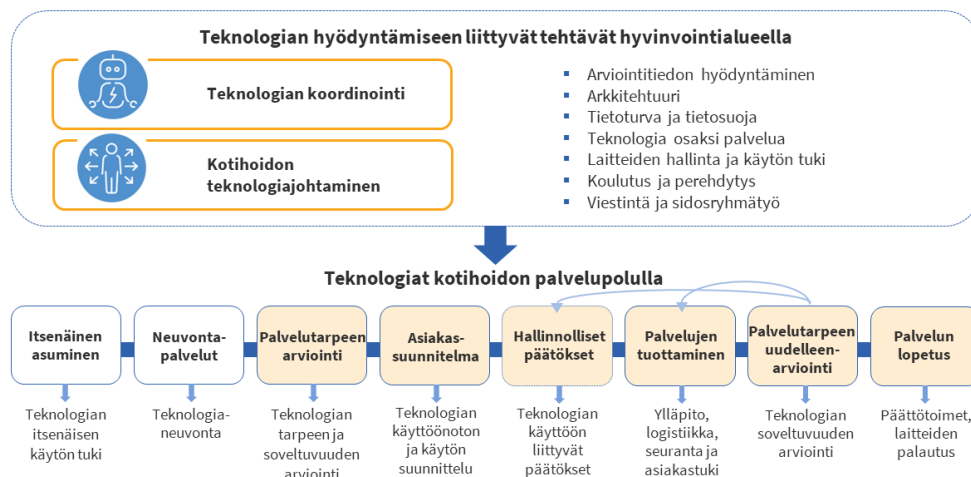 Teknologian hyödyntämiseen liittyvät tehtävät hyvinvointialueella
Teknologian koordinointi
Kotihoidon
teknologiajohtaminen
▪ Arviointitiedon hyödyntäminen
▪ Arkkitehtuuri
▪ Tietoturva ja tietosuoja
▪ Teknologia osaksi palvelua
▪ Laitteiden hallinta ja käytön tuki
▪ Koulutus ja perehdytys
▪ Viestintä ja sidosryhmätyö
Teknologiat kotihoidon palvelupolulla
Itsenäinen
asuminen
Neuvonta-
palvelut
Palvelutarpeen
arviointi
Asiakas-
suunnitelma
Hallinnolliset
päätökset
Palvelujen
tuottaminen
Palvelutarpeen
uudelleen-
arviointi
Palvelun
lopetus
Teknologian
itsenäisen
käytön tuki
Teknologia-
neuvonta
Teknologian
tarpeen ja
soveltuvuuden
arviointi
Teknologian
käyttöönoton
ja käytön
suunnittelu
Teknologian
käyttöön
liittyvät
päätökset
Ylläpito,
logistiikka,
seuranta ja
asiakastuki
Teknologian
soveltuvuuden
arviointi
Päättötoimet,
laitteiden
palautus